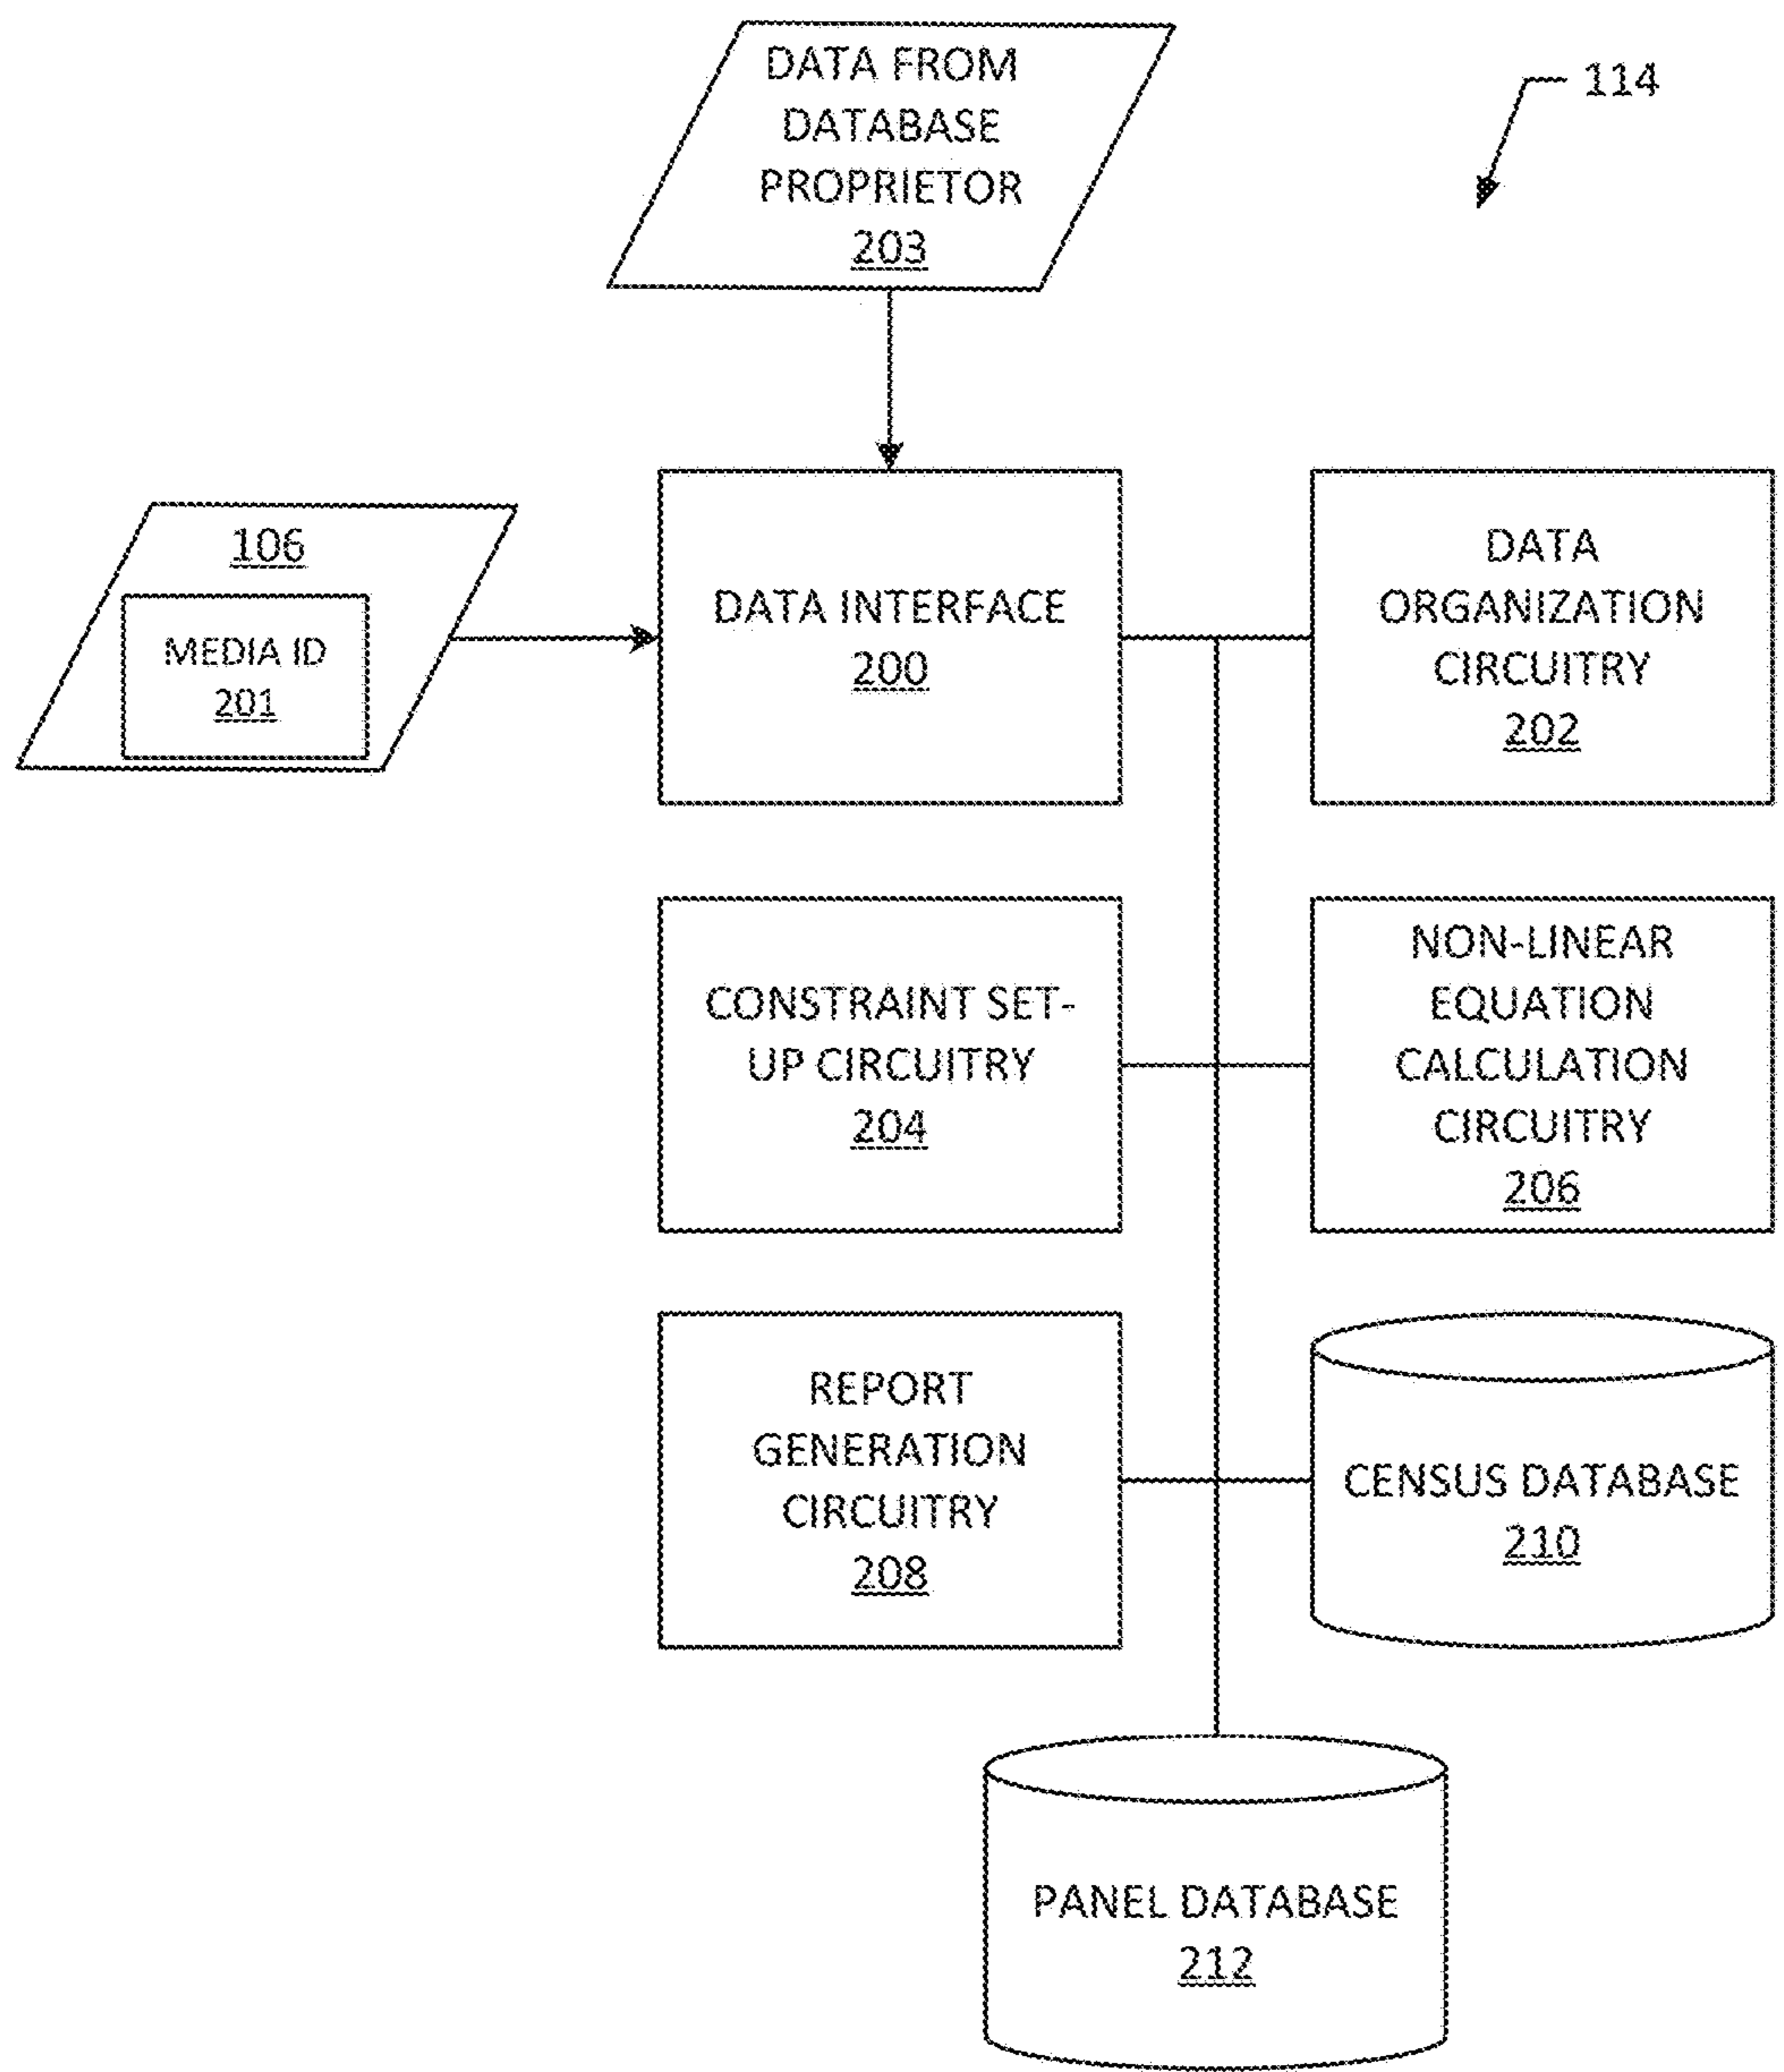 DATA FROM
DATABASE
PROPRIETOR
203
114
106
MEDIA ID
201
DATA INTERFACE
200
DATA
ORGANIZATION
CIRCUITRY
202
CONSTRAINT SET-
UP CIRCUITRY
204
NON-LINEAR
EQUATION
CALCULATION
CIRCUITRY
206
REPORT
GENERATION
CIRCUITRY
208
CENSUS DATABASE
210
PANEL DATABASE
212